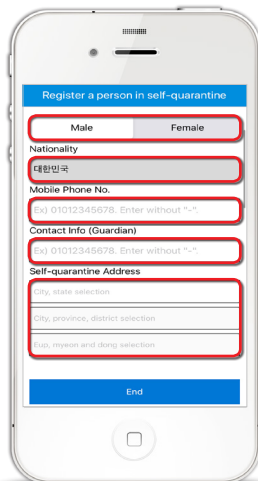 Register a person in self-quarantine
Male Female
Nationality
대한민국
Mobile Phone No.
Ex) 01012345678. Enter without "-".
Contact Info (Guardian)
Ex) 01012345678. Enter without "-".
Self-quarantine Address
City, state selection
City, province, district selection
Eup, myeon and dong selection
End